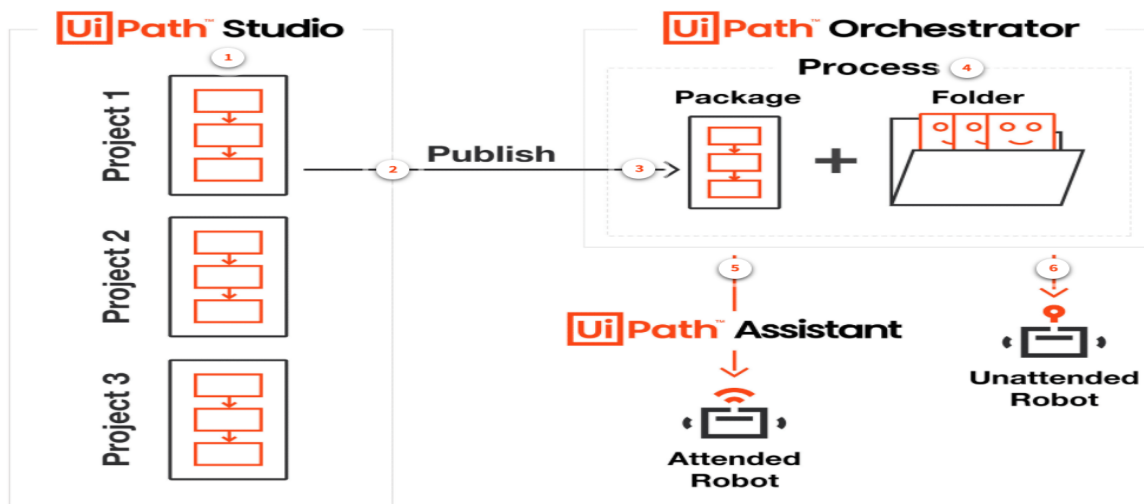 UiPath™ Studio
1
Project 1
Project 2
Project 3
2
Publish
3
UiPath™ Orchestrator
Process 4
Package
Folder
+
5
6
UiPath™ Assistant
Attended
Robot
Unattended
Robot